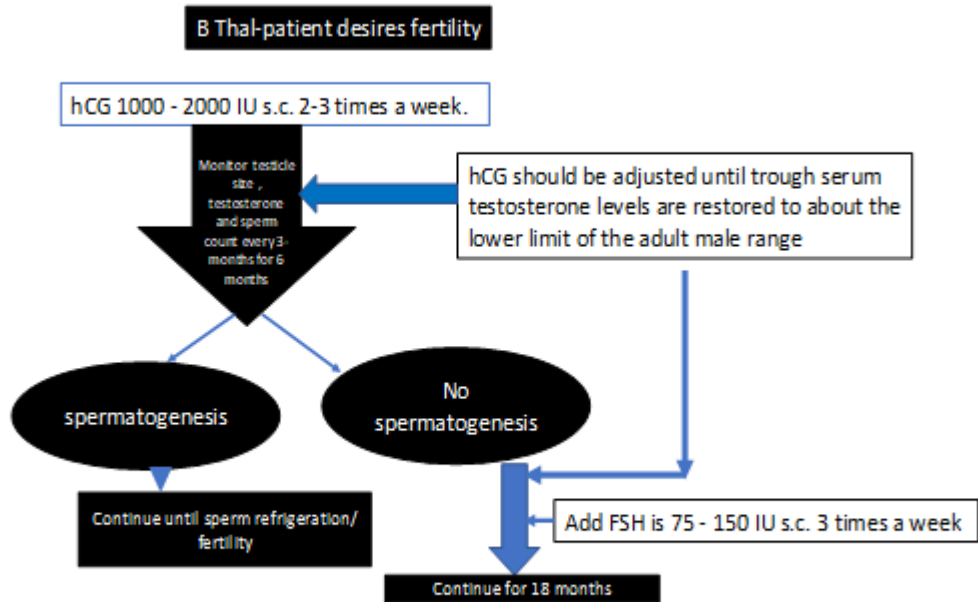 B Thal-patient desires fertility
hCG 1000 - 2000 IU s.c. 2-3 times a week.
Monitor testicle
size ,
testosterone
and sperm
count every 3-
months for 6
months
hCG should be adjusted until trough serum
testosterone levels are restored to about the
lower limit of the adult male range
spermatogenesis
No
spermatogenesis
Continue until sperm refrigeration/
fertility
Add FSH is 75 - 150 IU s.c. 3 times a week
Continue for 18 months